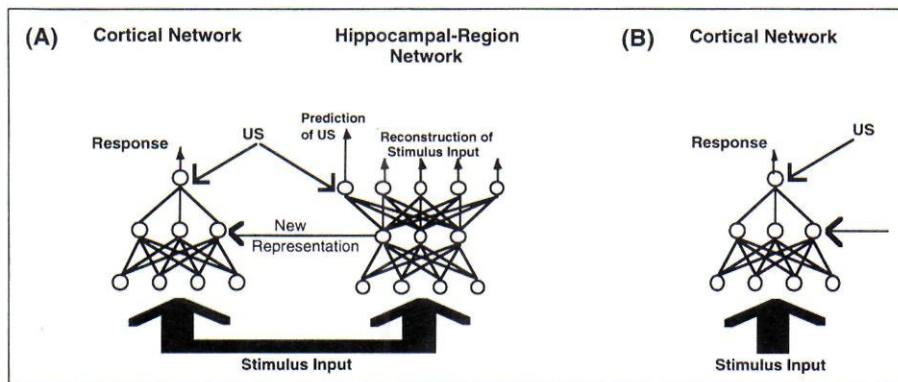 (A) Cortical Network
Hippocampal-Region
Network
Response
US
Prediction
of US
Reconstruction of
Stimulus Input
New
Representation
Stimulus Input
(B) Cortical Network
Response
US
Stimulus Input